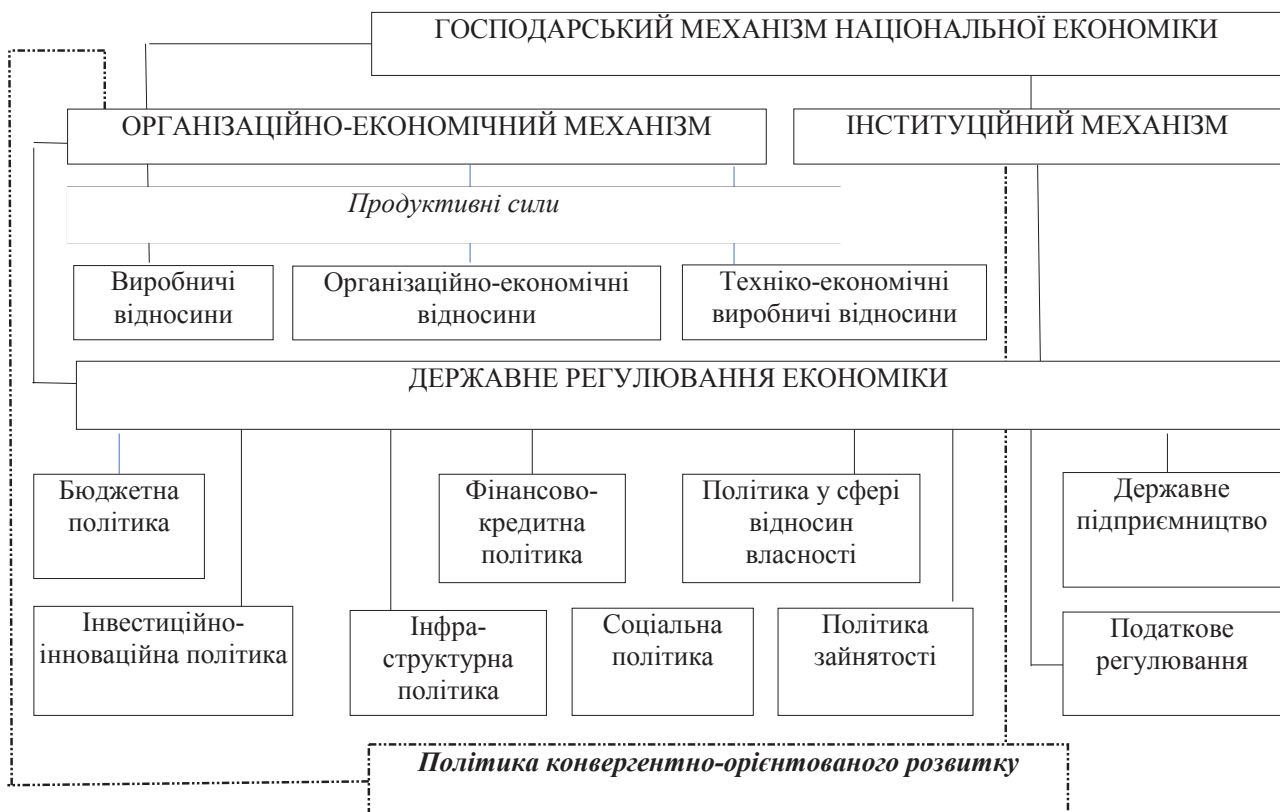 ГОСПОДАРСЬКИЙ МЕХАНІЗМ НАЦІОНАЛЬНОЇ ЕКОНОМІКИ
ОРГАНІЗАЦІЙНО-ЕКОНОМІЧНИЙ МЕХАНІЗМ
ІНСТИТУЦІЙНИЙ МЕХАНІЗМ
Продуктивні сили
Виробничі
відносини
Організаційно-економічні
відносини
Техніко-економічні
виробничі відносини
ДЕРЖАВНЕ РЕГУЛЮВАННЯ ЕКОНОМІКИ
Бюджетна
політика
Фінансово-
кредитна
політика
Політика у сфері
відносин
власності
Державне
підприємництво
Інвестиційно-
інноваційна політика
Інфра-
структурна
політика
Соціальна
політика
Політика
зайнятості
Податкове
регулювання
Політика конвергентно-орієнтованого розвитку